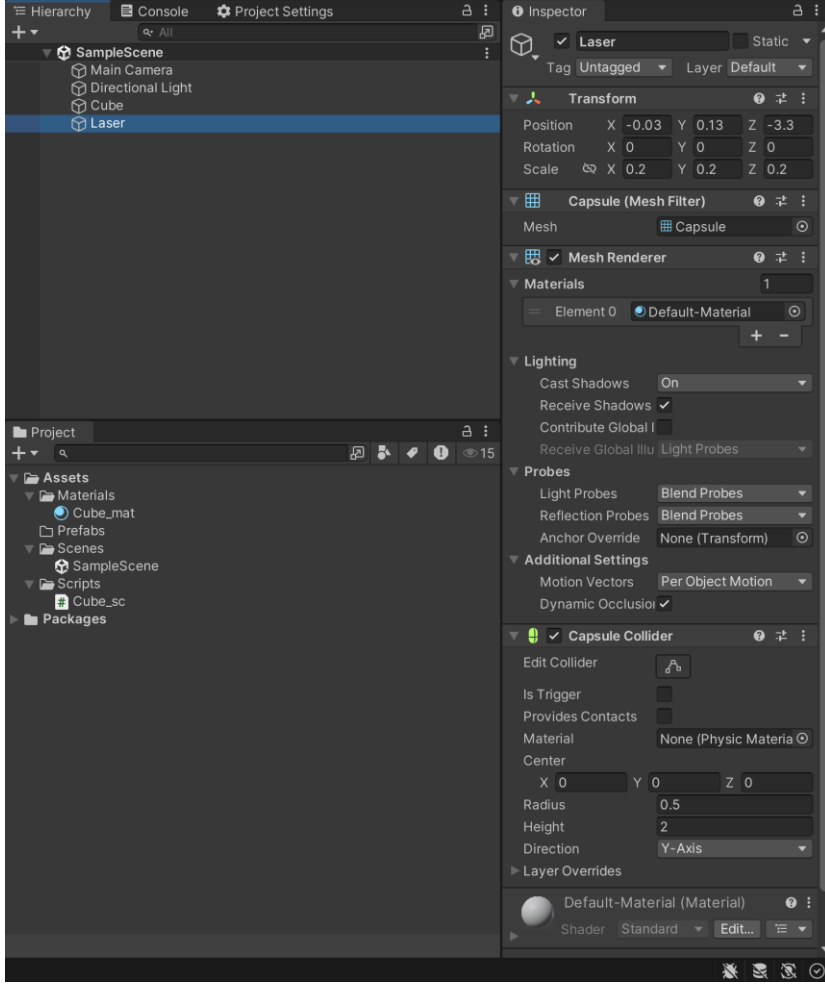 Hierarchy
Console
Project Settings
All
SampleScene
Main Camera
Directional Light
Cube
Laser
Project
15
Assets
Materials
Cube_mat
Prefabs
Scenes
SampleScene
Scripts
Cube_sc
Packages
Inspector
Laser Static
Tag Untagged Layer Default
Transform
Position X -0.03 Y 0.13 Z -3.3
Rotation X 0 Y 0 Z 0
Scale X 0.2 Y 0.2 Z 0.2
Capsule (Mesh Filter)
Mesh Capsule
Mesh Renderer
Materials 1
Element 0 Default-Material
+ −
Lighting
Cast Shadows On
Receive Shadows
Contribute Global I
Receive Global Illu Light Probes
Probes
Light Probes Blend Probes
Reflection Probes Blend Probes
Anchor Override None (Transform)
Additional Settings
Motion Vectors Per Object Motion
Dynamic Occlusion
Capsule Collider
Edit Collider
Is Trigger
Provides Contacts
Material None (Physic Materia
Center
X 0 Y 0 Z 0
Radius 0.5
Height 2
Direction Y-Axis
Layer Overrides
Default-Material (Material)
Shader Standard Edit...